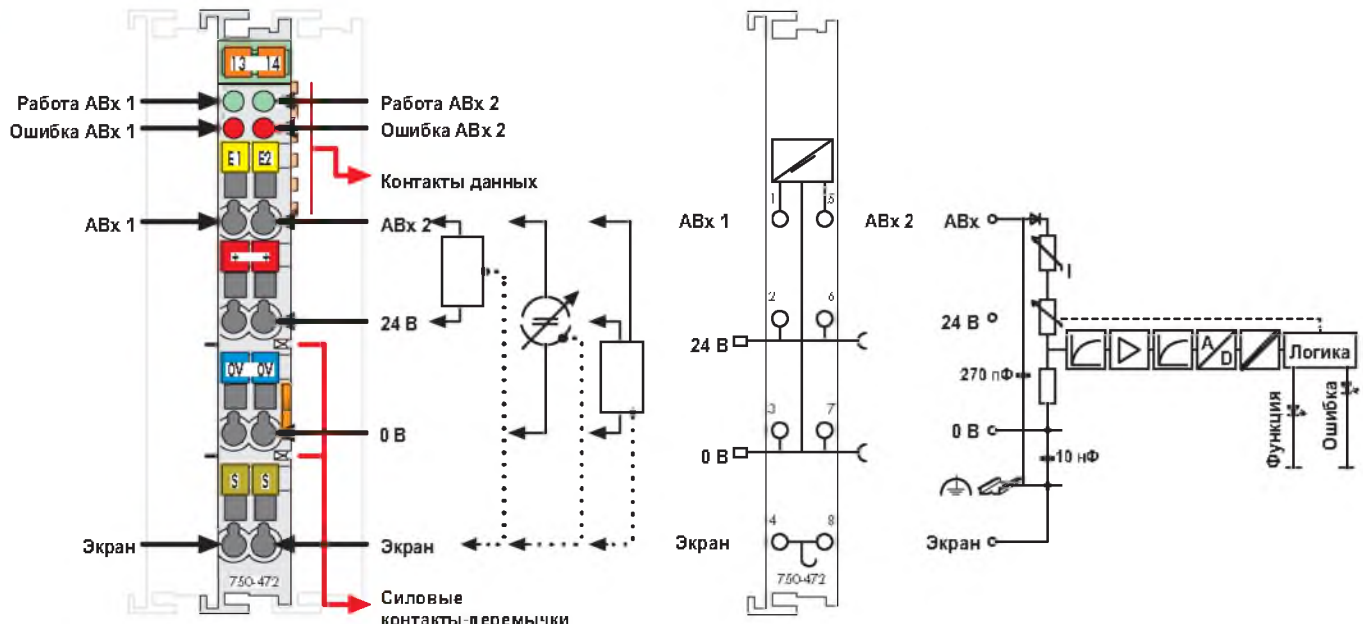 13 14
Работа АВх 1
Работа АВх 2
Ошибка АВх 1
Ошибка АВх 2
E1 E2
Контакты данных
АВх 1
АВх 2
+ +
24 В
0V 0V
0 В
S S
Экран
Экран
750-472
Силовые
контакты-перемычки
1 5
АВх 1
АВх 2
2 6
24 В
3 7
0 В
4 8
Экран
750-472
АВх
I
24 В
270 пФ
A
D
Логика
0 В
10 нФ
Функция
Ошибка
Экран